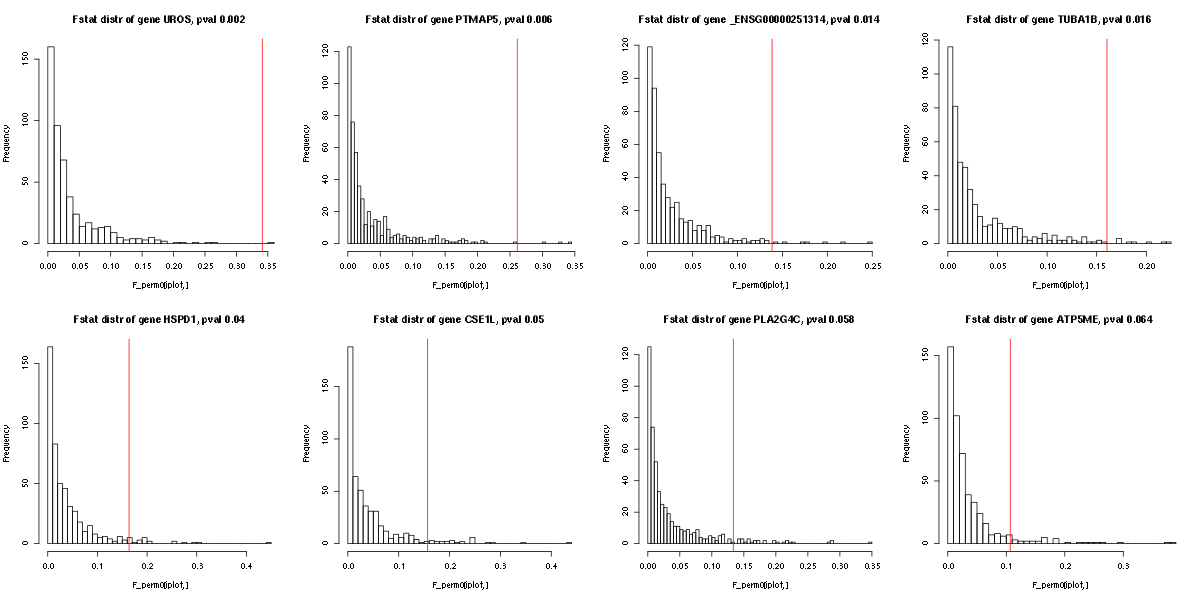 Fstat distr of gene UROS, pval 0.002
Fstat distr of gene PTMAP5, pval 0.006
Fstat distr of gene _ENSG00000251314, pval 0.014
Fstat distr of gene TUBA1B, pval 0.016
Frequency
0 50 100 150
0.00 0.05 0.10 0.15 0.20 0.25 0.30 0.35
F_perm0[iplot, ]
Frequency
0 20 40 60 80 100 120
0.00 0.05 0.10 0.15 0.20 0.25 0.30 0.35
F_perm0[iplot, ]
Frequency
0 20 40 60 80 100 120
0.00 0.05 0.10 0.15 0.20 0.25
F_perm0[iplot, ]
Frequency
0 20 40 60 80 100 120
0.00 0.05 0.10 0.15 0.20
F_perm0[iplot, ]
Fstat distr of gene HSPD1, pval 0.04
Fstat distr of gene CSE1L, pval 0.05
Fstat distr of gene PLA2G4C, pval 0.058
Fstat distr of gene ATP5ME, pval 0.064
Frequency
0 50 100 150
0.0 0.1 0.2 0.3 0.4
F_perm0[iplot, ]
Frequency
0 50 100 150
0.0 0.1 0.2 0.3 0.4
F_perm0[iplot, ]
Frequency
0 20 40 60 80 100 120
0.00 0.05 0.10 0.15 0.20 0.25 0.30 0.35
F_perm0[iplot, ]
Frequency
0 50 100 150
0.0 0.1 0.2 0.3
F_perm0[iplot, ]